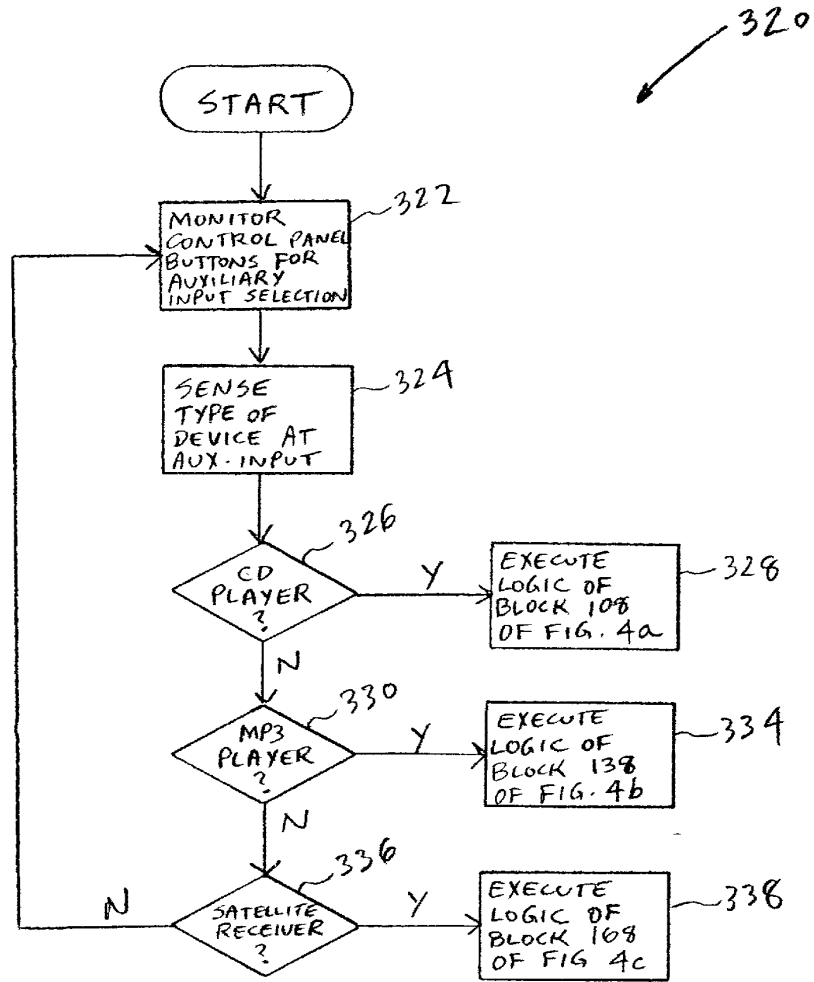 320
START
322
MONITOR
CONTROL PANEL
BUTTONS FOR
AUXILIARY
INPUT SELECTION
324
SENSE
TYPE OF
DEVICE AT
AUX. INPUT
326
CD
PLAYER
?
Y
EXECUTE
LOGIC OF
BLOCK 108
OF FIG. 4a
328
N
330
MP3
PLAYER
?
Y
EXECUTE
LOGIC OF
BLOCK 138
OF FIG. 4b
334
N
336
SATELLITE
RECEIVER
?
N
Y
EXECUTE
LOGIC OF
BLOCK 168
OF FIG 4c
338